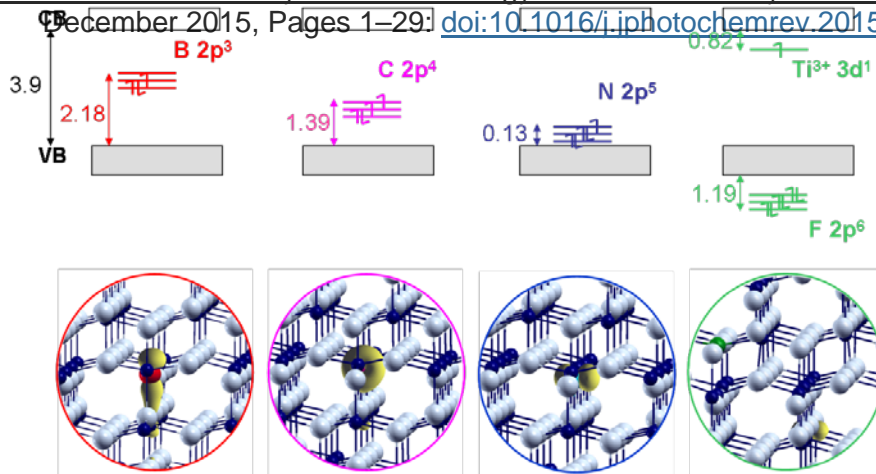 CB
December 2015, Pages 1–29: doi:10.1016/j.jphotochemrev.2015
0.82
B 2p³
C 2p⁴
Ti³⁺ 3d¹
3.9
N 2p⁵
2.18
1.39
0.13
VB
1.19
F 2p⁶